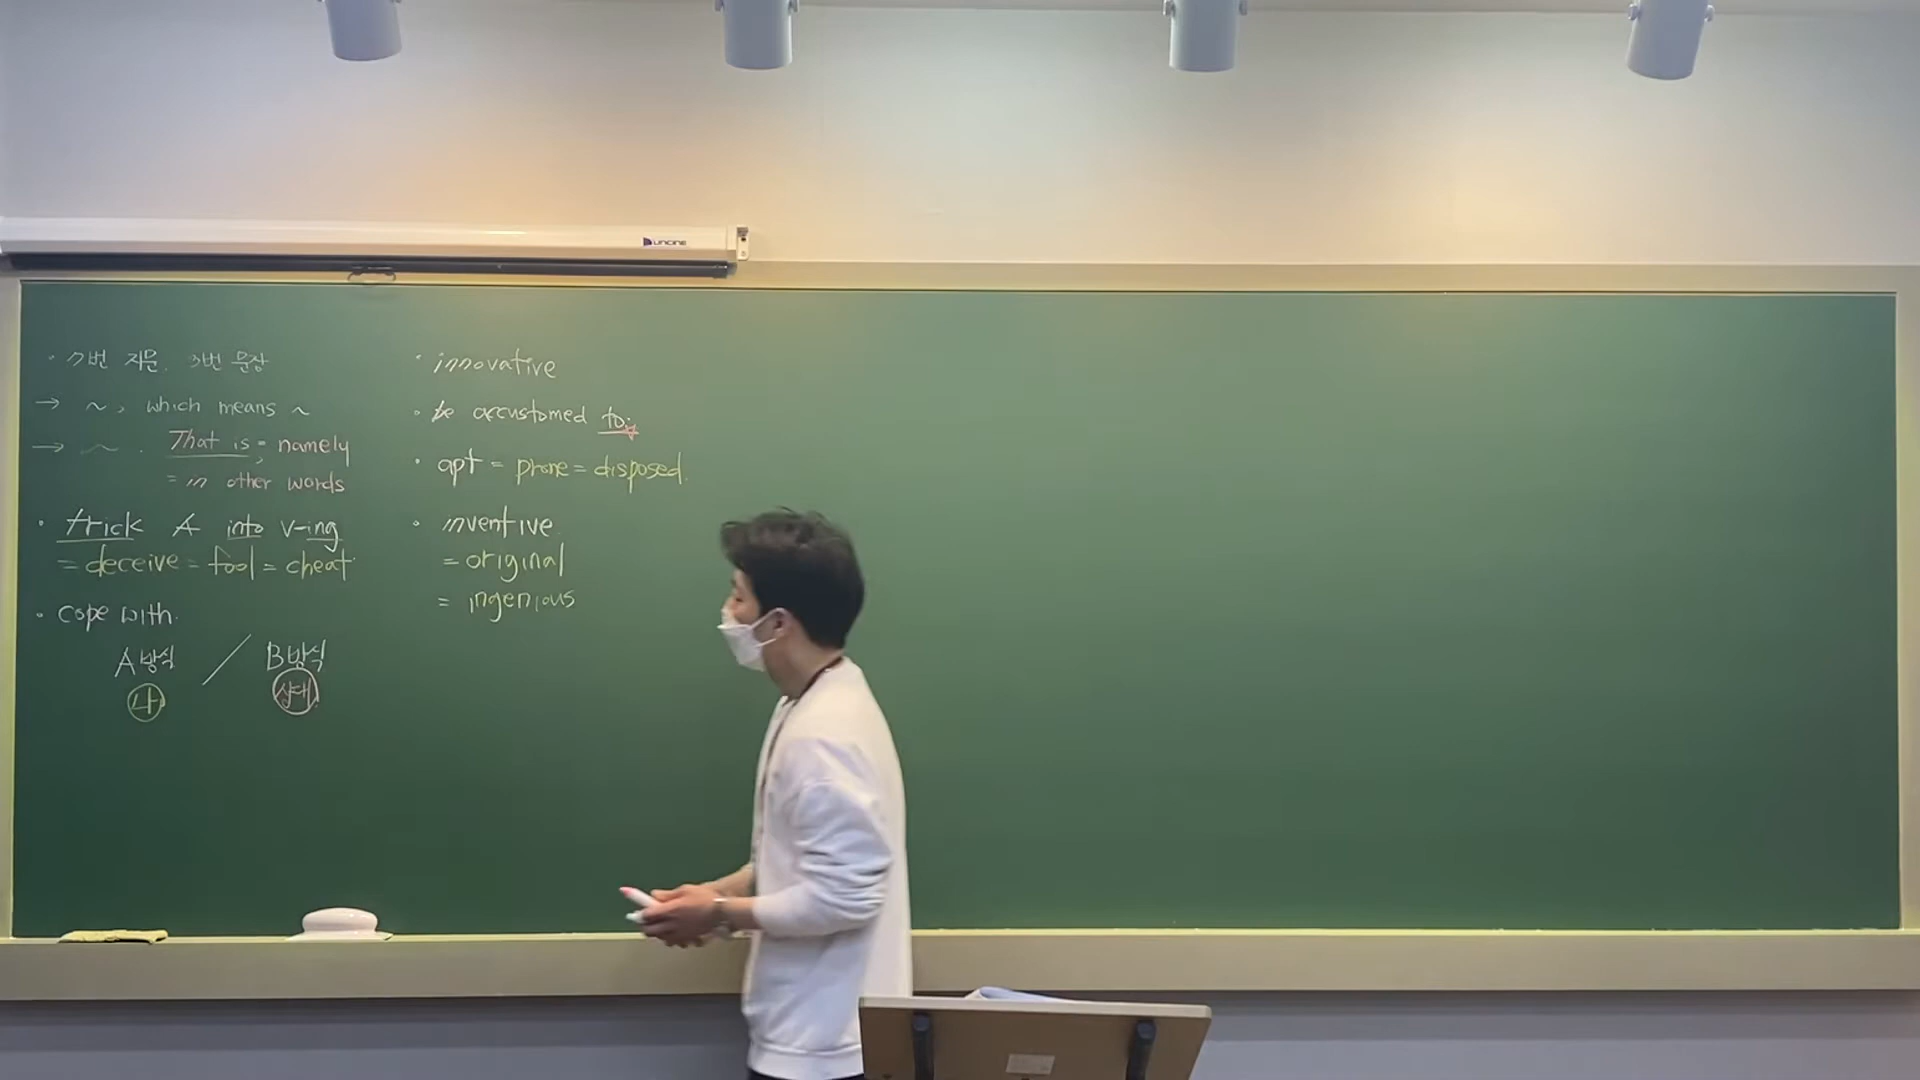 · 7번 지문. 3번 문장
→ ~, which means ~
→ ~. That is, = namely
= in other words
· trick A into v-ing
= deceive = fool = cheat
· cope with.
A방식 / B방식
나 상대
· innovative
· be accustomed to
· apt = prone = disposed.
· inventive.
= original
= ingenious
UNCINE